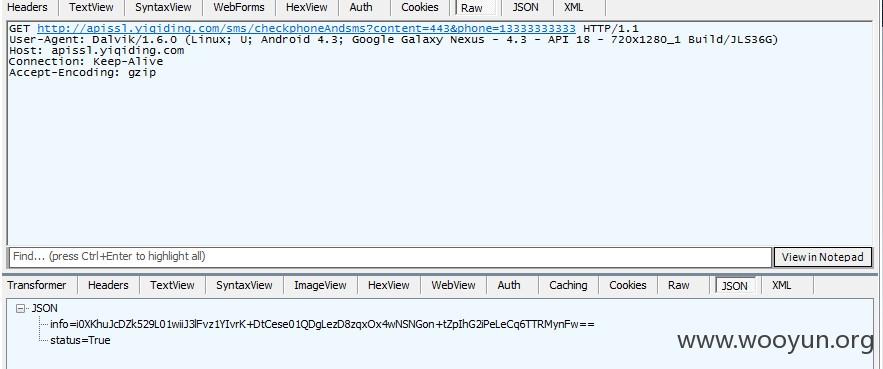 Headers TextView SyntaxView WebForms HexView Auth Cookies Raw JSON XML
GET http://apissl.yiqiding.com/sms/checkphoneAndsms?content=443&phone=13333333333 HTTP/1.1
User-Agent: Dalvik/1.6.0 (Linux; U; Android 4.3; Google Galaxy Nexus - 4.3 - API 18 - 720x1280_1 Build/JLS36G)
Host: apissl.yiqiding.com
Connection: Keep-Alive
Accept-Encoding: gzip
Find... (press Ctrl+Enter to highlight all) View in Notepad
Transformer Headers TextView SyntaxView ImageView HexView WebView Auth Caching Cookies Raw JSON XML
JSON
info=i0XKhuJcDZk529L01wiiJ3lFvz1YIvrK+DtCese01QDgLezD8zqxOx4wNSNGon+tZpIhG2iPeLeCq6TTRMynFw==
status=True
www.wooyun.org